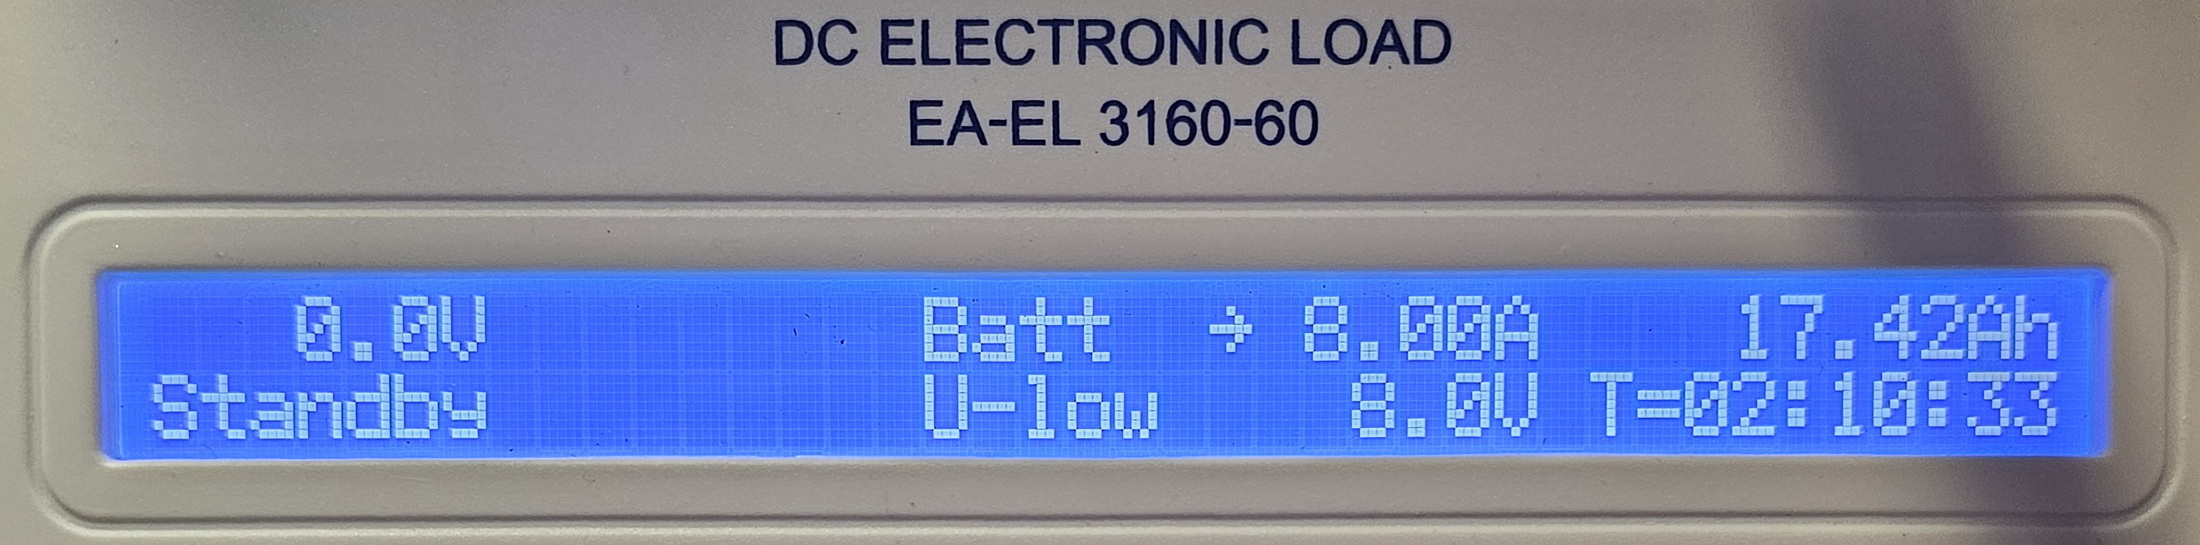 DC ELECTRONIC LOAD
EA-EL 3160-60
0.0V Batt → 8.00A 17.42Ah
Standby U-low 8.0V T=02:10:33